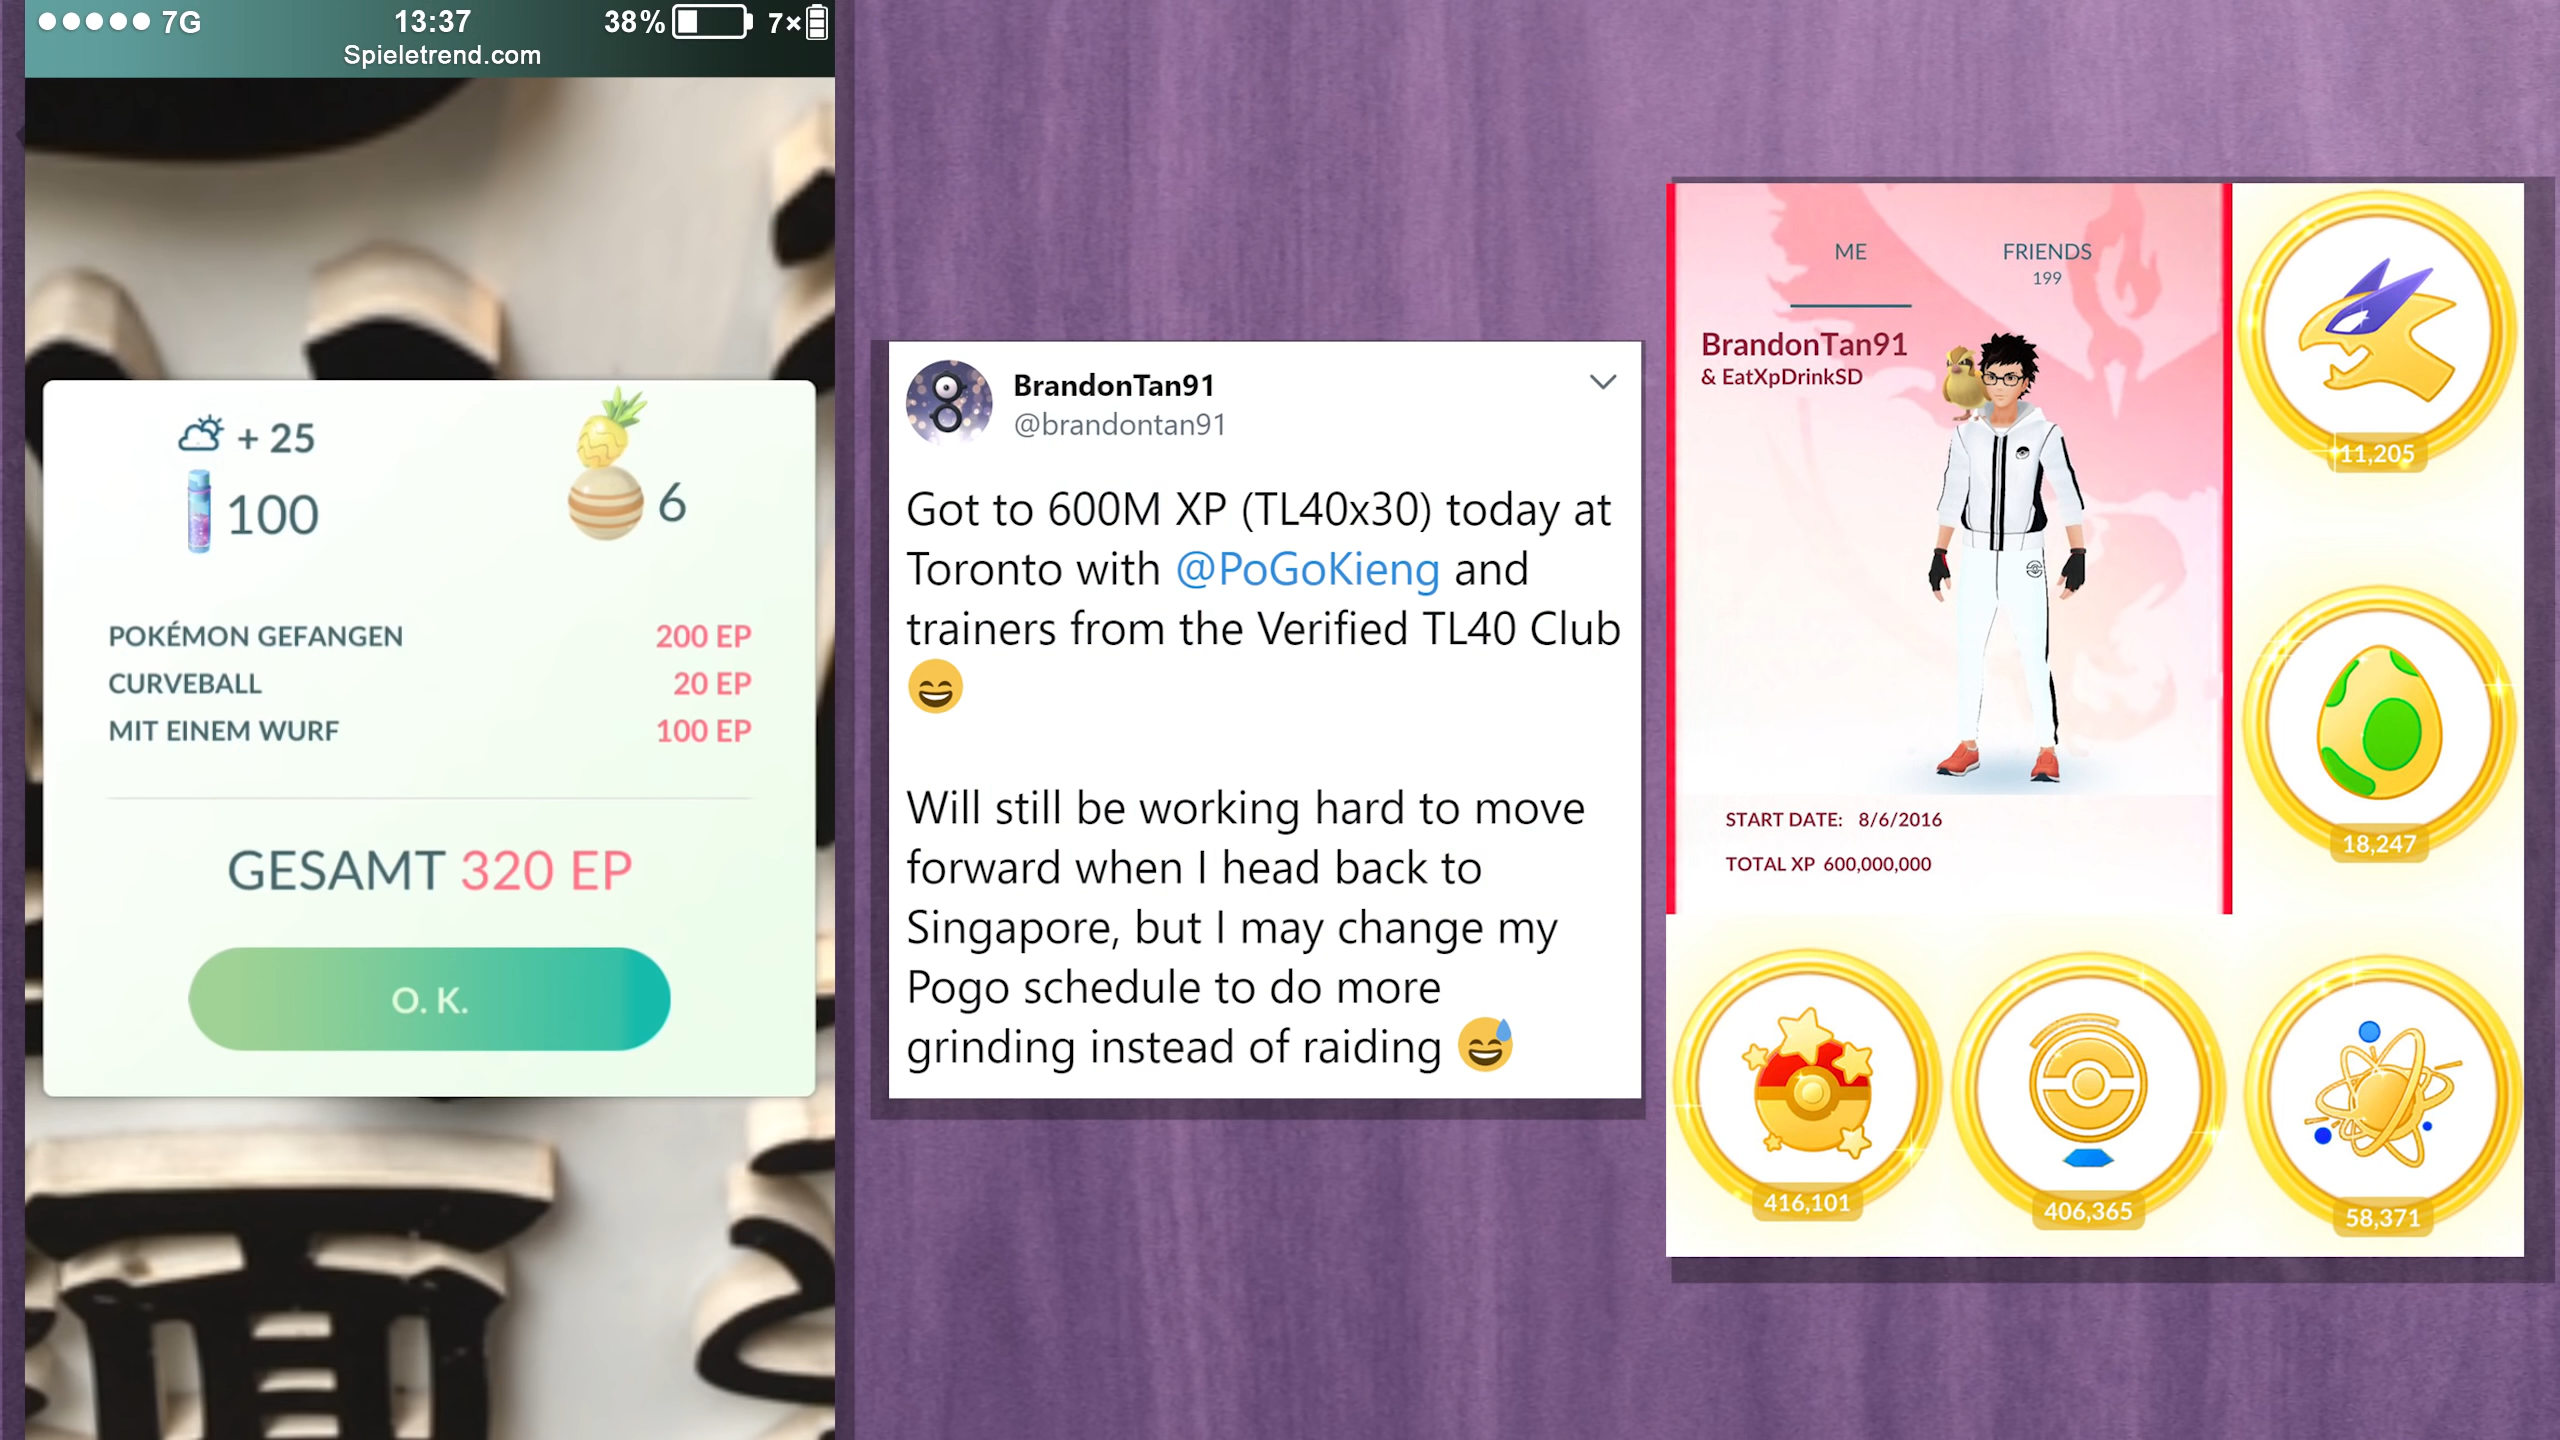 7G
13:37
38%
7×
Spieletrend.com
+ 25
100
6
POKÉMON GEFANGEN 200 EP
CURVEBALL 20 EP
MIT EINEM WURF 100 EP
GESAMT 320 EP
O. K.
BrandonTan91
@brandontan91
Got to 600M XP (TL40x30) today at
Toronto with @PoGoKieng and
trainers from the Verified TL40 Club
😄
Will still be working hard to move
forward when I head back to
Singapore, but I may change my
Pogo schedule to do more
grinding instead of raiding 😅
ME
FRIENDS
199
BrandonTan91
& EatXpDrinkSD
START DATE: 8/6/2016
TOTAL XP 600,000,000
11,205
18,247
416,101
406,365
58,371